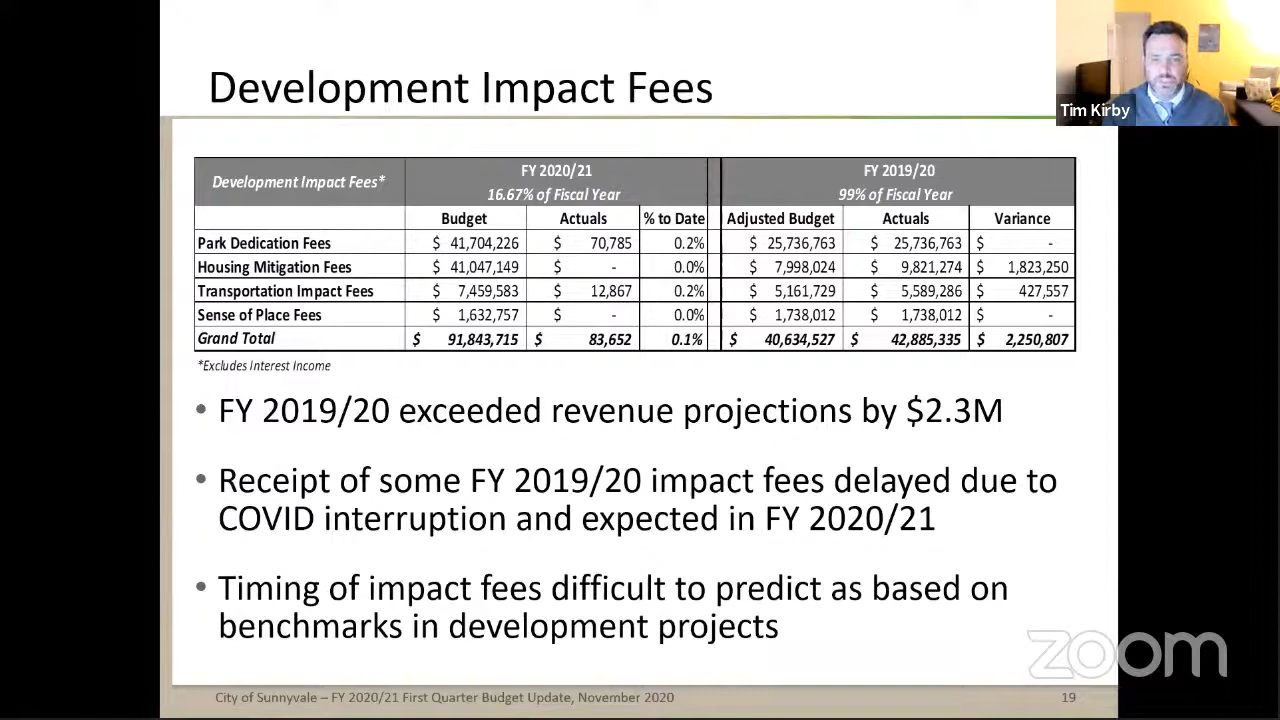 Development Impact Fees
Tim Kirby
Development Impact Fees* FY 2020/21 FY 2019/20
16.67% of Fiscal Year 99% of Fiscal Year
Budget Actuals % to Date Adjusted Budget Actuals Variance
Park Dedication Fees $ 41,704,226 $ 70,785 0.2% $ 25,736,763 $ 25,736,763 $ -
Housing Mitigation Fees $ 41,047,149 $ - 0.0% $ 7,998,024 $ 9,821,274 $ 1,823,250
Transportation Impact Fees $ 7,459,583 $ 12,867 0.2% $ 5,161,729 $ 5,589,286 $ 427,557
Sense of Place Fees $ 1,632,757 $ - 0.0% $ 1,738,012 $ 1,738,012 $ -
Grand Total $ 91,843,715 $ 83,652 0.1% $ 40,634,527 $ 42,885,335 $ 2,250,807
*Excludes Interest Income
• FY 2019/20 exceeded revenue projections by $2.3M
• Receipt of some FY 2019/20 impact fees delayed due to
COVID interruption and expected in FY 2020/21
• Timing of impact fees difficult to predict as based on
benchmarks in development projects
zoom
City of Sunnyvale – FY 2020/21 First Quarter Budget Update, November 2020 19